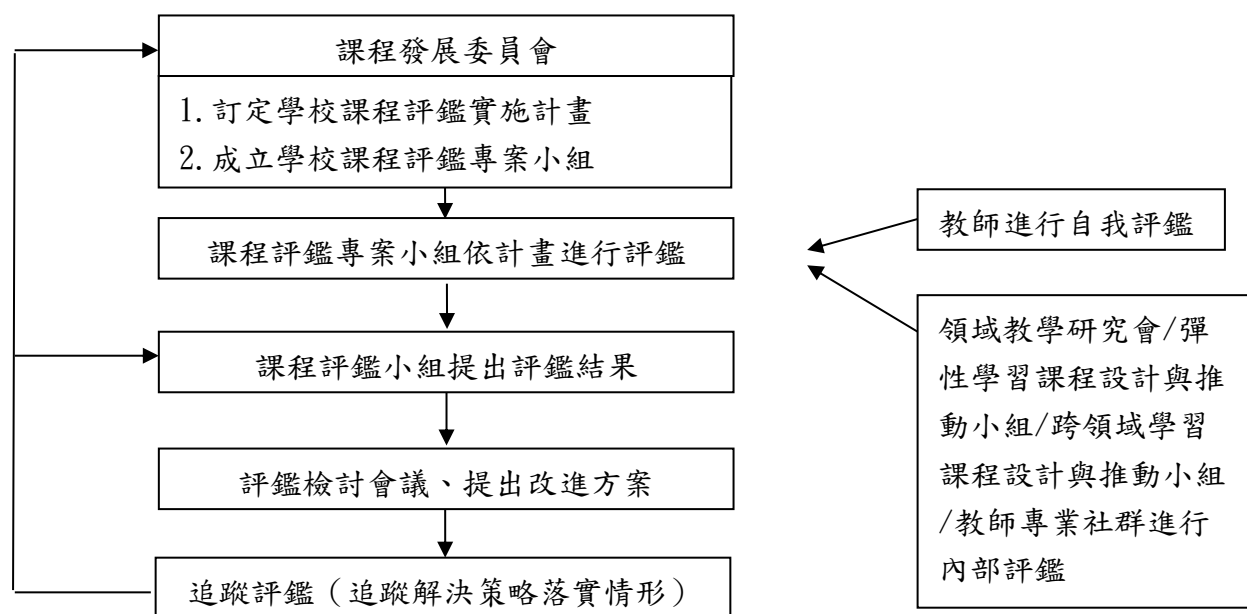 課程發展委員會
1.訂定學校課程評鑑實施計畫
2.成立學校課程評鑑專案小組
課程評鑑專案小組依計畫進行評鑑
課程評鑑小組提出評鑑結果
評鑑檢討會議、提出改進方案
追蹤評鑑（追蹤解決策略落實情形）
教師進行自我評鑑
領域教學研究會/彈
性學習課程設計與推
動小組/跨領域學習
課程設計與推動小組
/教師專業社群進行
內部評鑑